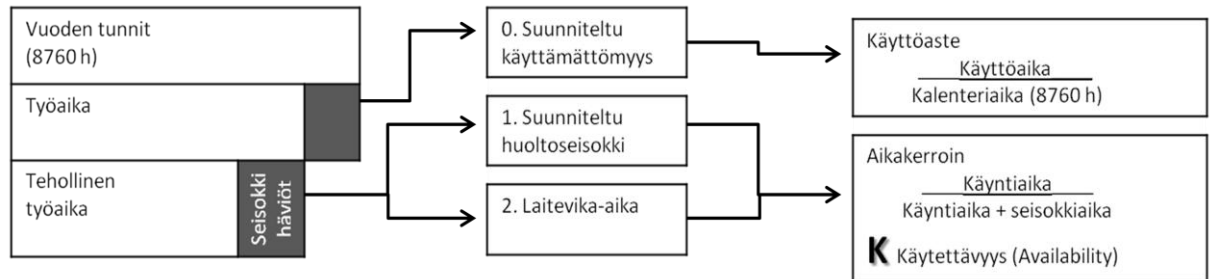 Vuoden tunnit
(8760 h)
Työaika
Tehollinen
työaika
Seisokki
häviöt
0. Suunniteltu
käyttämättömyys
1. Suunniteltu
huoltoseisokki
2. Laitevika-aika
Käyttöaste
Käyttöaika
Kalenteriaika (8760 h)
Aikakerroin
Käyntiaika
Käyntiaika + seisokkiaika
K Käytettävyys (Availability)